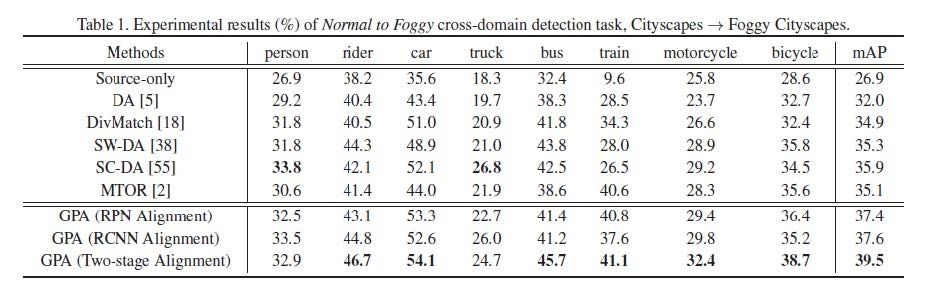 Table 1. Experimental results (%) of Normal to Foggy cross-domain detection task, Cityscapes → Foggy Cityscapes.
Methods person rider car truck bus train motorcycle bicycle mAP
Source-only 26.9 38.2 35.6 18.3 32.4 9.6 25.8 28.6 26.9
DA [5] 29.2 40.4 43.4 19.7 38.3 28.5 23.7 32.7 32.0
DivMatch [18] 31.8 40.5 51.0 20.9 41.8 34.3 26.6 32.4 34.9
SW-DA [38] 31.8 44.3 48.9 21.0 43.8 28.0 28.9 35.8 35.3
SC-DA [55] 33.8 42.1 52.1 26.8 42.5 26.5 29.2 34.5 35.9
MTOR [2] 30.6 41.4 44.0 21.9 38.6 40.6 28.3 35.6 35.1
GPA (RPN Alignment) 32.5 43.1 53.3 22.7 41.4 40.8 29.4 36.4 37.4
GPA (RCNN Alignment) 33.5 44.8 52.6 26.0 41.2 37.6 29.8 35.2 37.6
GPA (Two-stage Alignment) 32.9 46.7 54.1 24.7 45.7 41.1 32.4 38.7 39.5